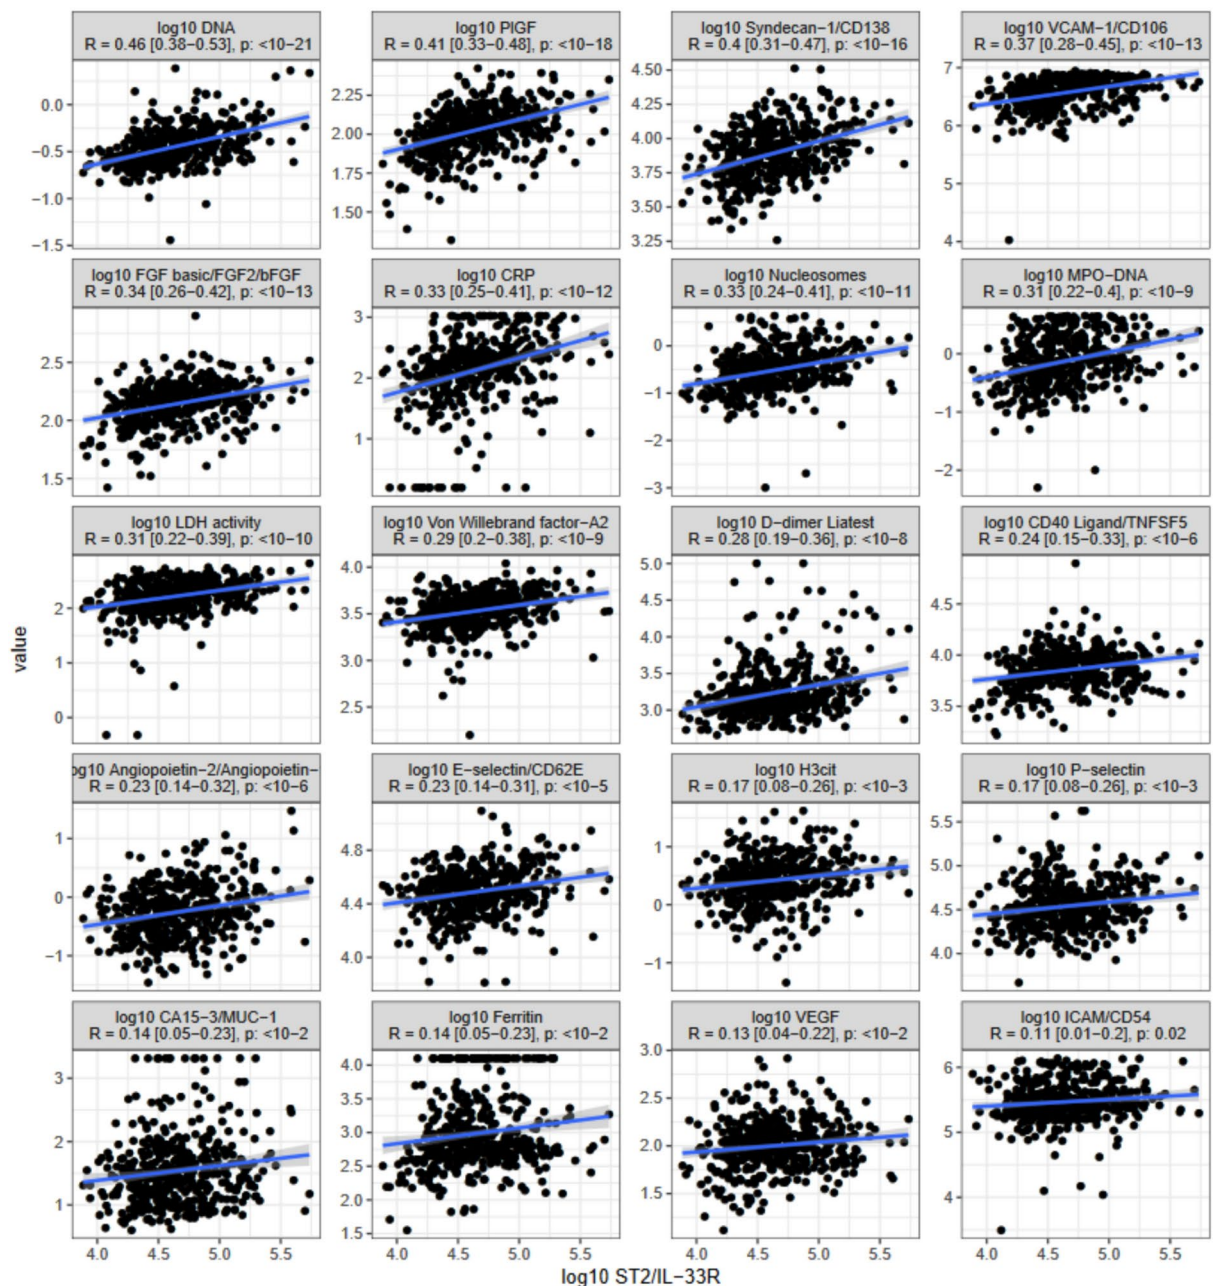 log10 DNA
R = 0.46 [0.38−0.53], p: <10−21
log10 PlGF
R = 0.41 [0.33−0.48], p: <10−18
log10 Syndecan−1/CD138
R = 0.4 [0.31−0.47], p: <10−16
log10 VCAM−1/CD106
R = 0.37 [0.28−0.45], p: <10−13
0.0
−0.5
−1.0
−1.5
2.25
2.00
1.75
1.50
4.50
4.25
4.00
3.75
3.50
3.25
7
6
5
4
log10 FGF basic/FGF2/bFGF
R = 0.34 [0.26−0.42], p: <10−13
log10 CRP
R = 0.33 [0.25−0.41], p: <10−12
log10 Nucleosomes
R = 0.33 [0.24−0.41], p: <10−11
log10 MPO−DNA
R = 0.31 [0.22−0.4], p: <10−9
2.5
2.0
1.5
3
2
1
0
−1
−2
−3
0
−1
−2
log10 LDH activity
R = 0.31 [0.22−0.39], p: <10−10
log10 Von Willebrand factor−A2
R = 0.29 [0.2−0.38], p: <10−9
log10 D−dimer Liatest
R = 0.28 [0.19−0.36], p: <10−8
log10 CD40 Ligand/TNFSF5
R = 0.24 [0.15−0.33], p: <10−6
2
1
0
4.0
3.5
3.0
2.5
5.0
4.5
4.0
3.5
3.0
4.5
4.0
3.5
value
og10 Angiopoietin−2/Angiopoietin−
R = 0.23 [0.14−0.32], p: <10−6
log10 E−selectin/CD62E
R = 0.23 [0.14−0.31], p: <10−5
log10 H3cit
R = 0.17 [0.08−0.26], p: <10−3
log10 P−selectin
R = 0.17 [0.08−0.26], p: <10−3
1
0
−1
4.8
4.4
4.0
1
0
−1
5.5
5.0
4.5
4.0
log10 CA15−3/MUC−1
R = 0.14 [0.05−0.23], p: <10−2
log10 Ferritin
R = 0.14 [0.05−0.23], p: <10−2
log10 VEGF
R = 0.13 [0.04−0.22], p: <10−2
log10 ICAM/CD54
R = 0.11 [0.01−0.2], p: 0.02
3
2
1
4.0
3.5
3.0
2.5
2.0
1.5
3.0
2.5
2.0
1.5
6
5
4
4.0 4.5 5.0 5.5
4.0 4.5 5.0 5.5
4.0 4.5 5.0 5.5
4.0 4.5 5.0 5.5
log10 ST2/IL−33R